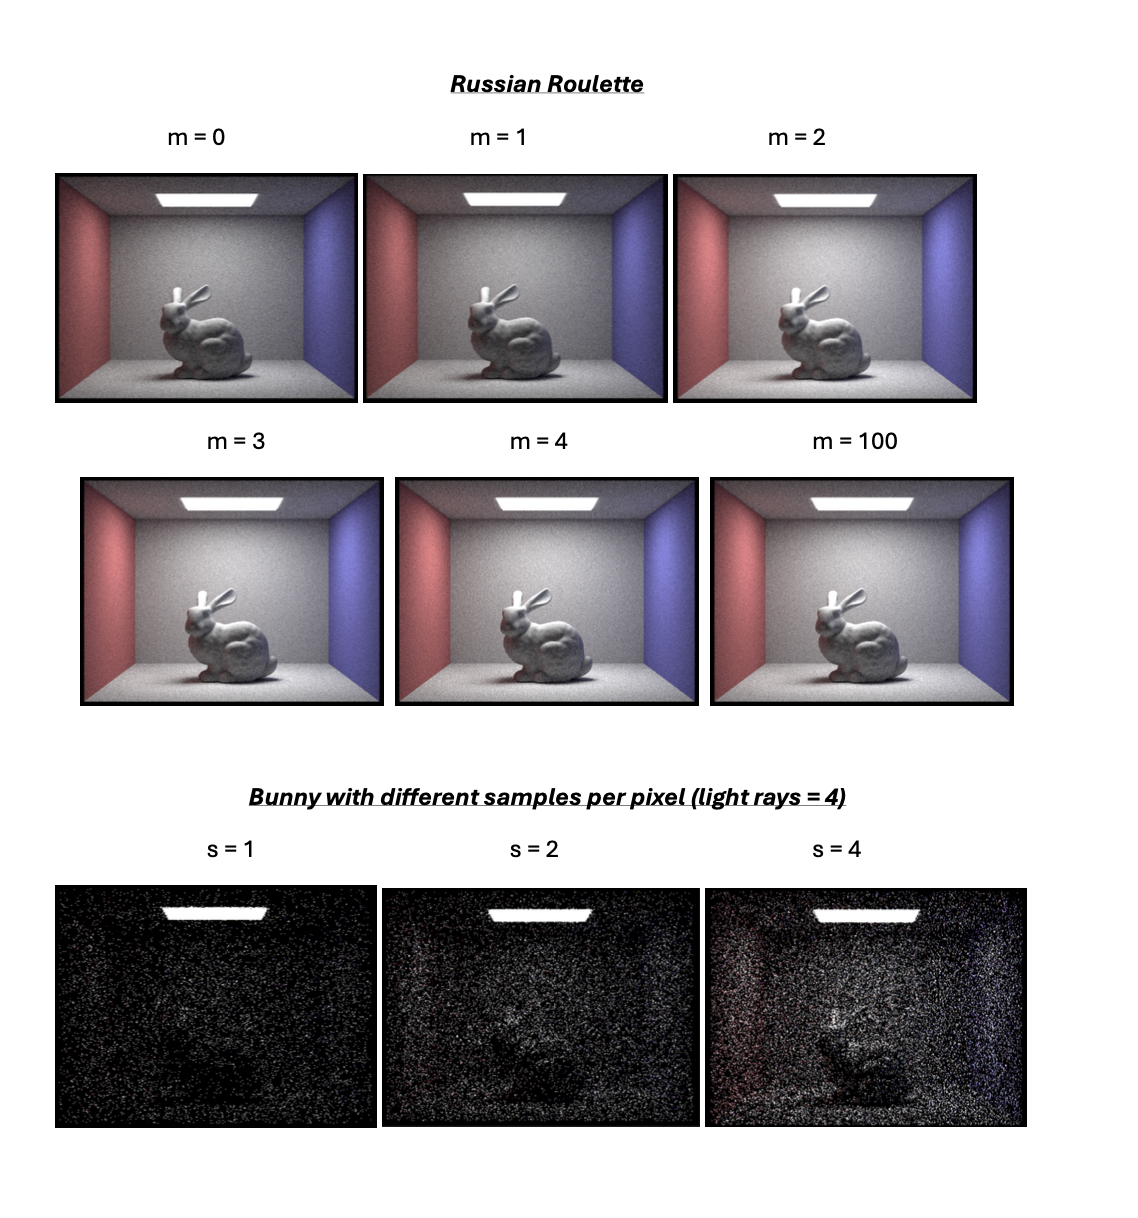 Russian Roulette
m = 0 m = 1 m = 2
m = 3 m = 4 m = 100
Bunny with different samples per pixel (light rays = 4)
s = 1 s = 2 s = 4